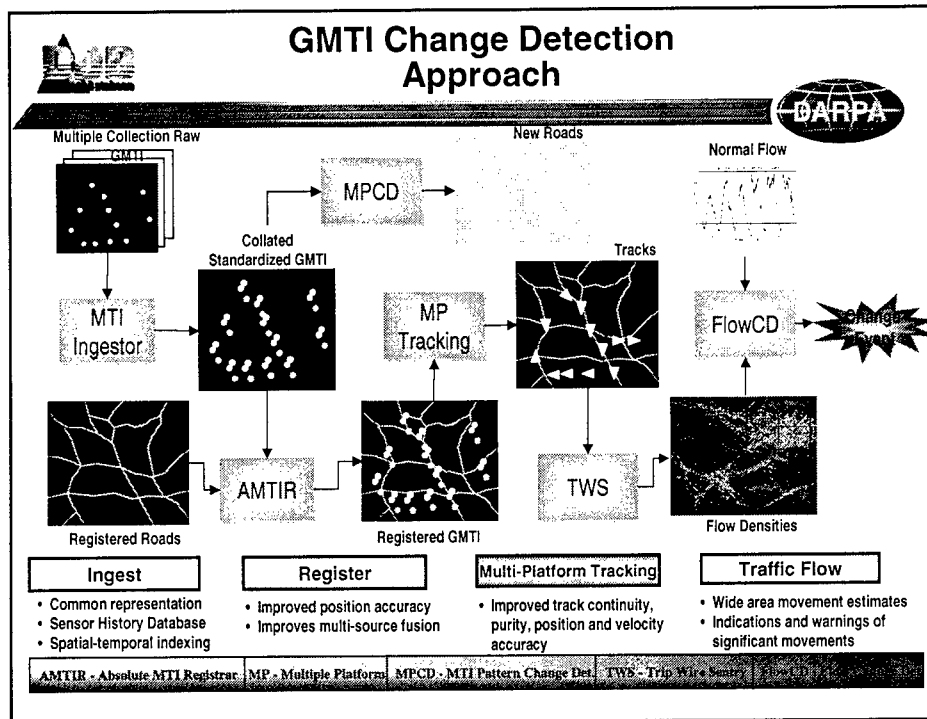 GMTI Change Detection
Approach
DARPA
Multiple Collection Raw
GMTI
New Roads
Normal Flow
MPCD
Collated
Standardized GMTI
Tracks
MTI
Ingestor
MP
Tracking
FlowCD
Change
Event
AMTIR
TWS
Registered Roads
Registered GMTI
Flow Densities
Ingest
• Common representation
• Sensor History Database
• Spatial-temporal indexing
Register
• Improved position accuracy
• Improves multi-source fusion
Multi-Platform Tracking
• Improved track continuity,
purity, position and velocity
accuracy
Traffic Flow
• Wide area movement estimates
• Indications and warnings of
significant movements
AMTIR - Absolute MTI Registrar
MP - Multiple Platform
MPCD - MTI Pattern Change Det.
TWS - Trip Wire